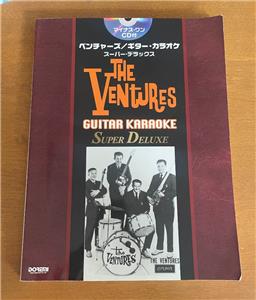 マイナス・ワン
CD付
ベンチャーズ/ギター・カラオケ
スーパー・デラックス
THE
VENTURES
GUITAR KARAOKE
SUPER DELUXE
the
VENTURES
THE VENTURES
DOREMI